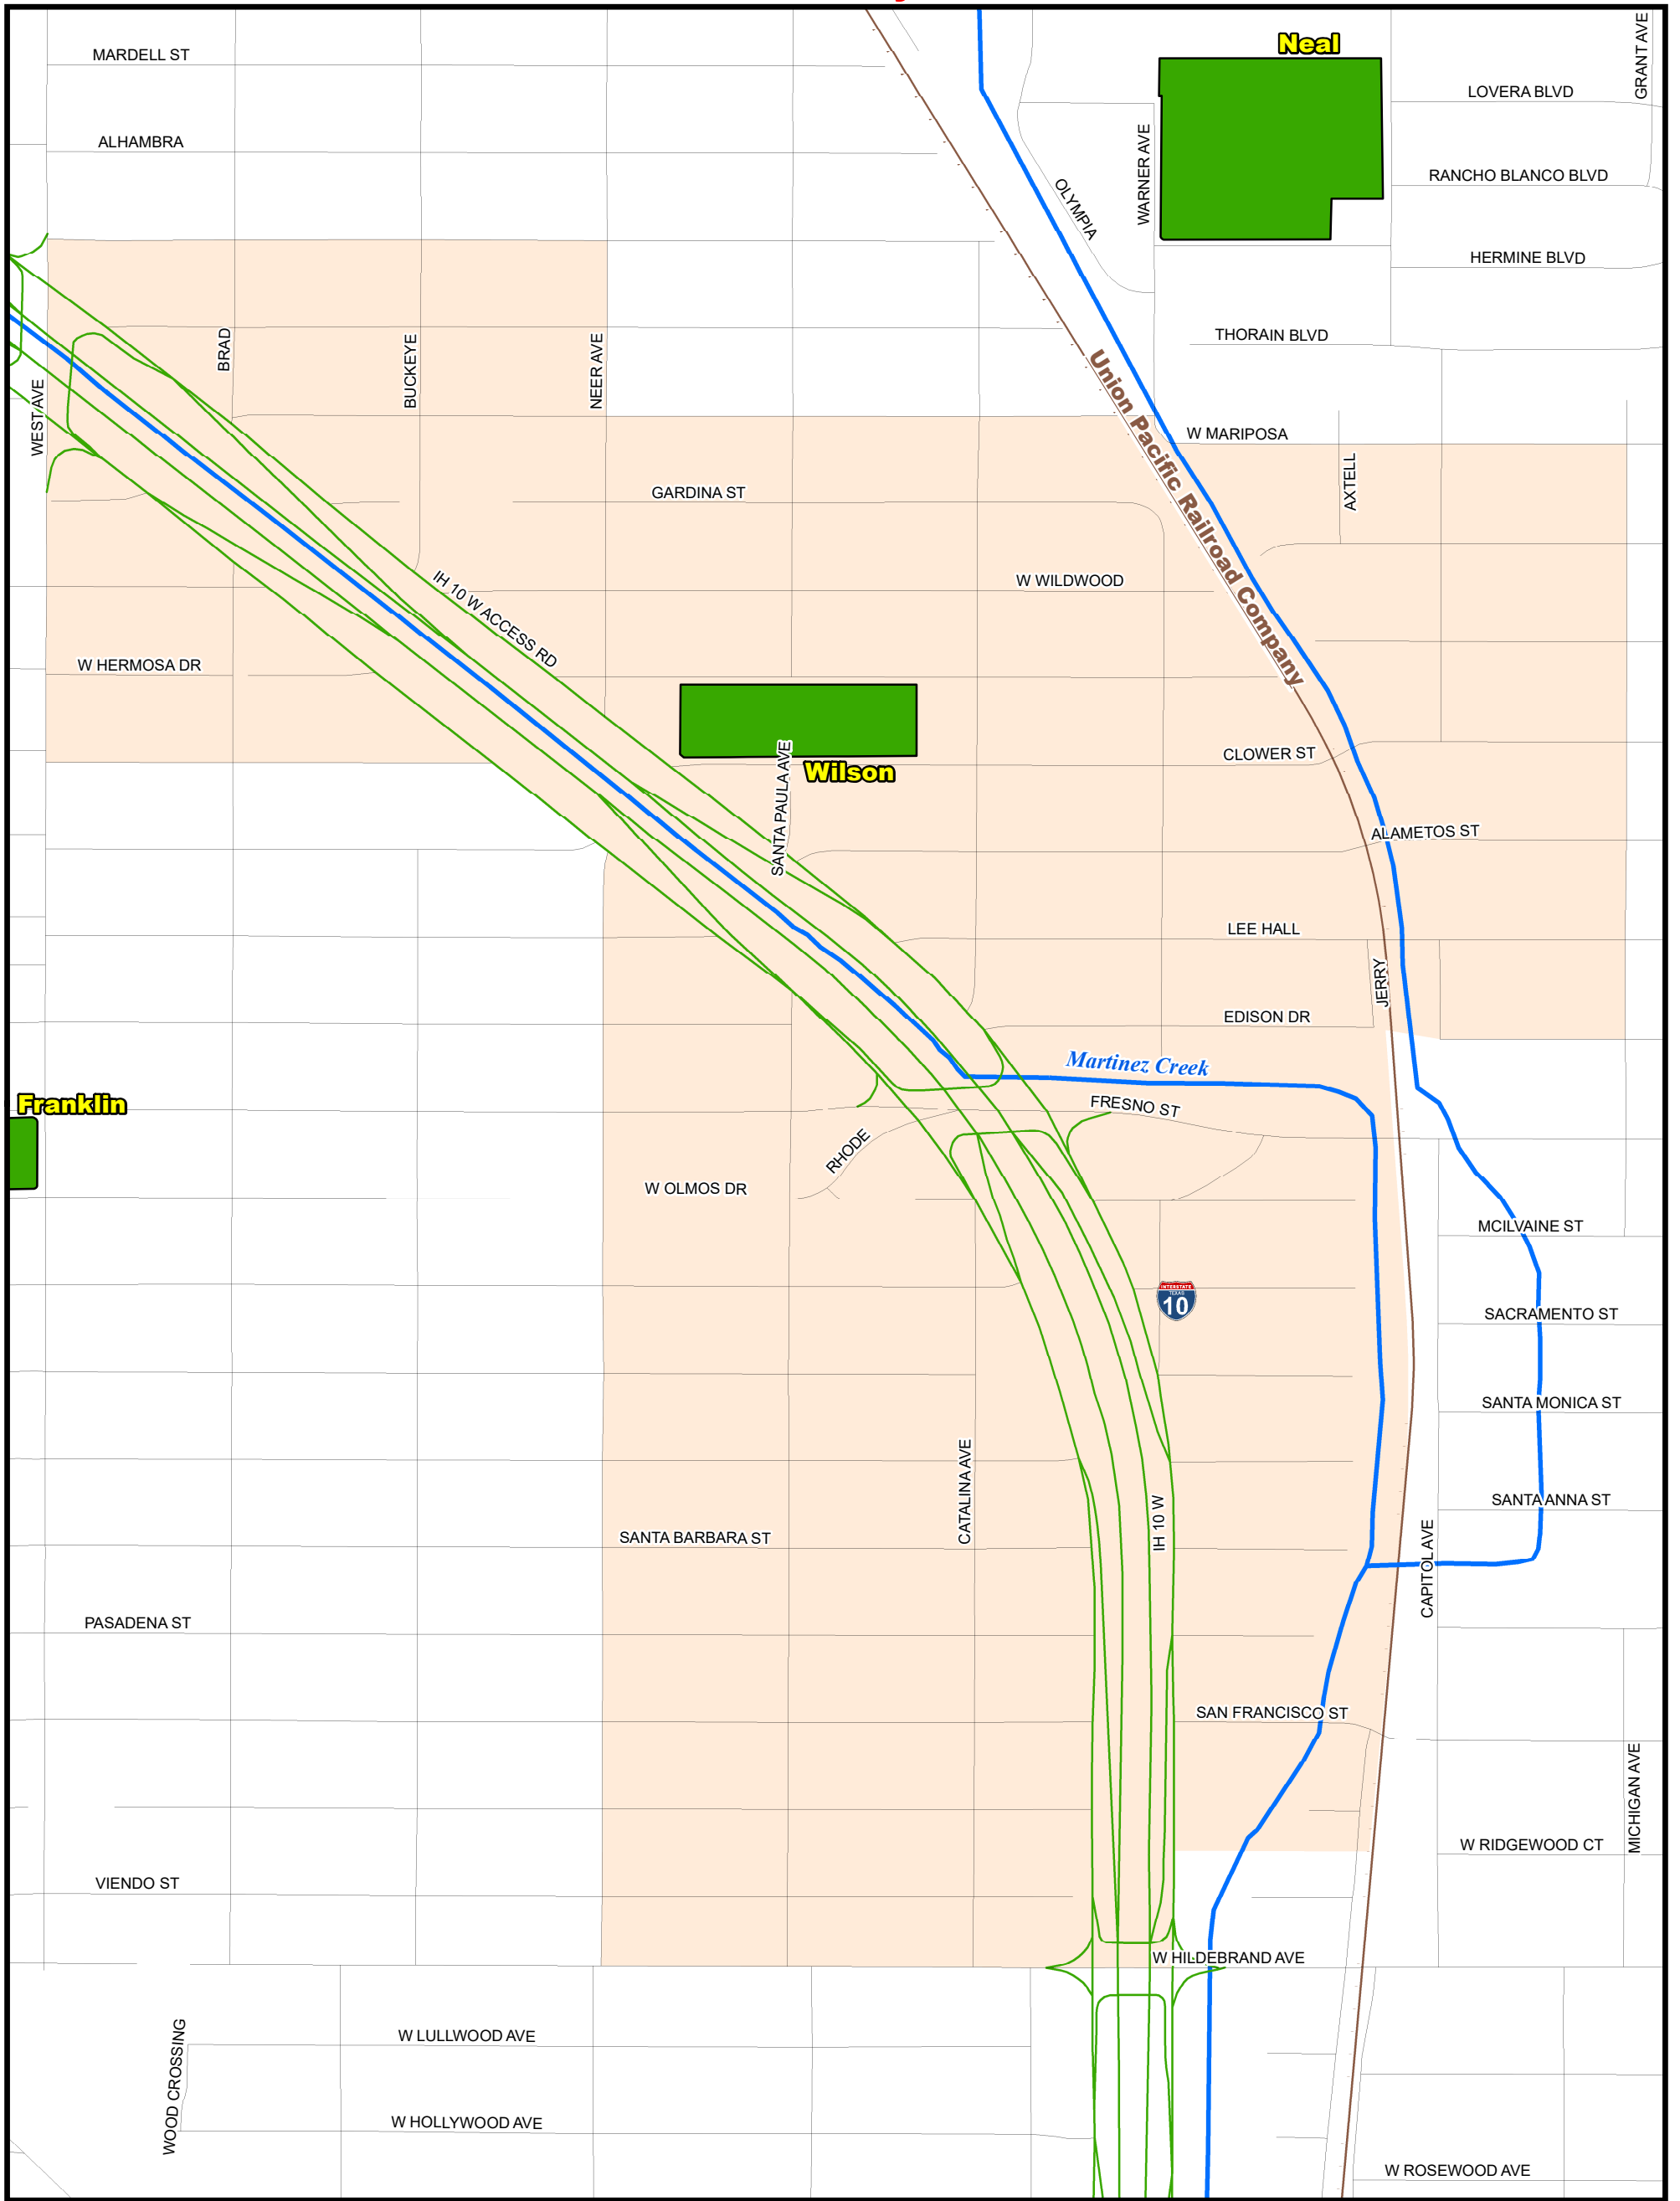 Neal
GRANT AVE
MARDELL ST
LOVERA BLVD
ALHAMBRA
WARNER AVE
RANCHO BLANCO BLVD
OLYMPIA
HERMINE BLVD
THORAIN BLVD
BRAD
BUCKEYE
NEER AVE
WEST AVE
Union Pacific Railroad Company
W MARIPOSA
AXTELL
GARDINA ST
W WILDWOOD
IH 10 W ACCESS RD
W HERMOSA DR
CLOWER ST
Wilson
SANTA PAULA AVE
ALAMETOS ST
LEE HALL
JERRY
EDISON DR
Martinez Creek
Franklin
FRESNO ST
RHODE
W OLMOS DR
MCILVAINE ST
INTERSTATE
TEXAS
10
SACRAMENTO ST
SANTA MONICA ST
CATALINA AVE
IH 10 W
SANTA ANNA ST
SANTA BARBARA ST
CAPITOL AVE
PASADENA ST
SAN FRANCISCO ST
MICHIGAN AVE
W RIDGEWOOD CT
VIENDO ST
W HILDEBRAND AVE
WOOD CROSSING
W LULLWOOD AVE
W HOLLYWOOD AVE
W ROSEWOOD AVE